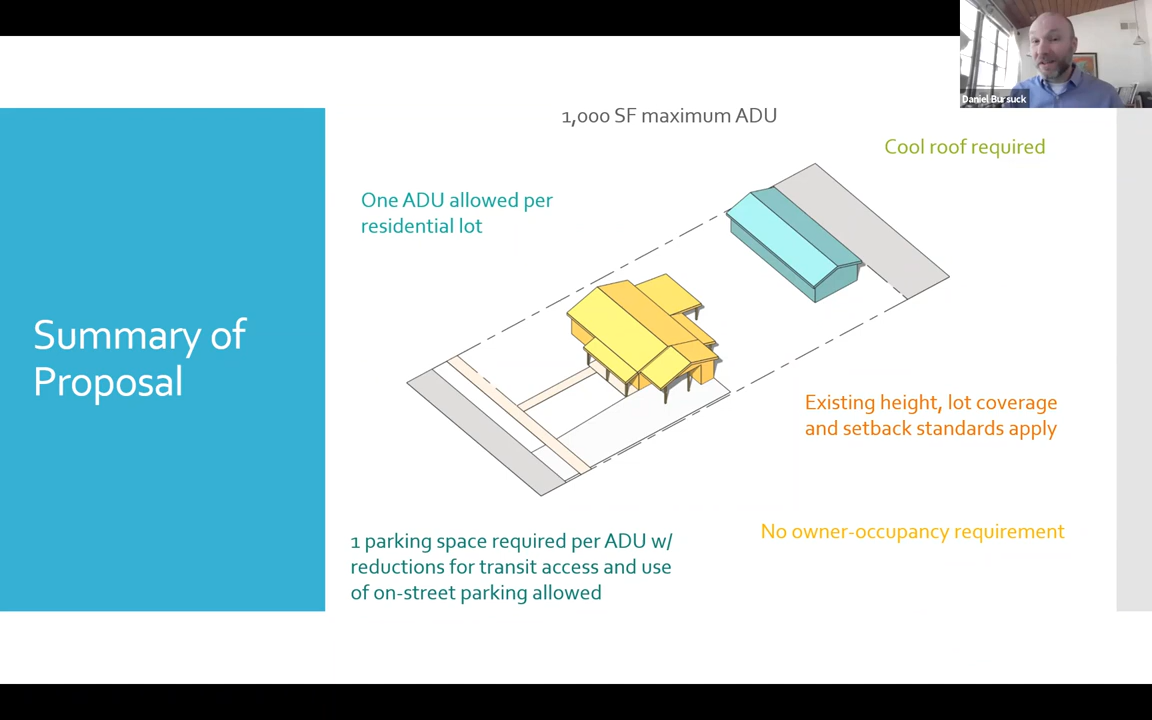 Daniel Bursuck
1,000 SF maximum ADU
Cool roof required
One ADU allowed per
residential lot
Summary of
Proposal
Existing height, lot coverage
and setback standards apply
No owner-occupancy requirement
1 parking space required per ADU w/
reductions for transit access and use
of on-street parking allowed